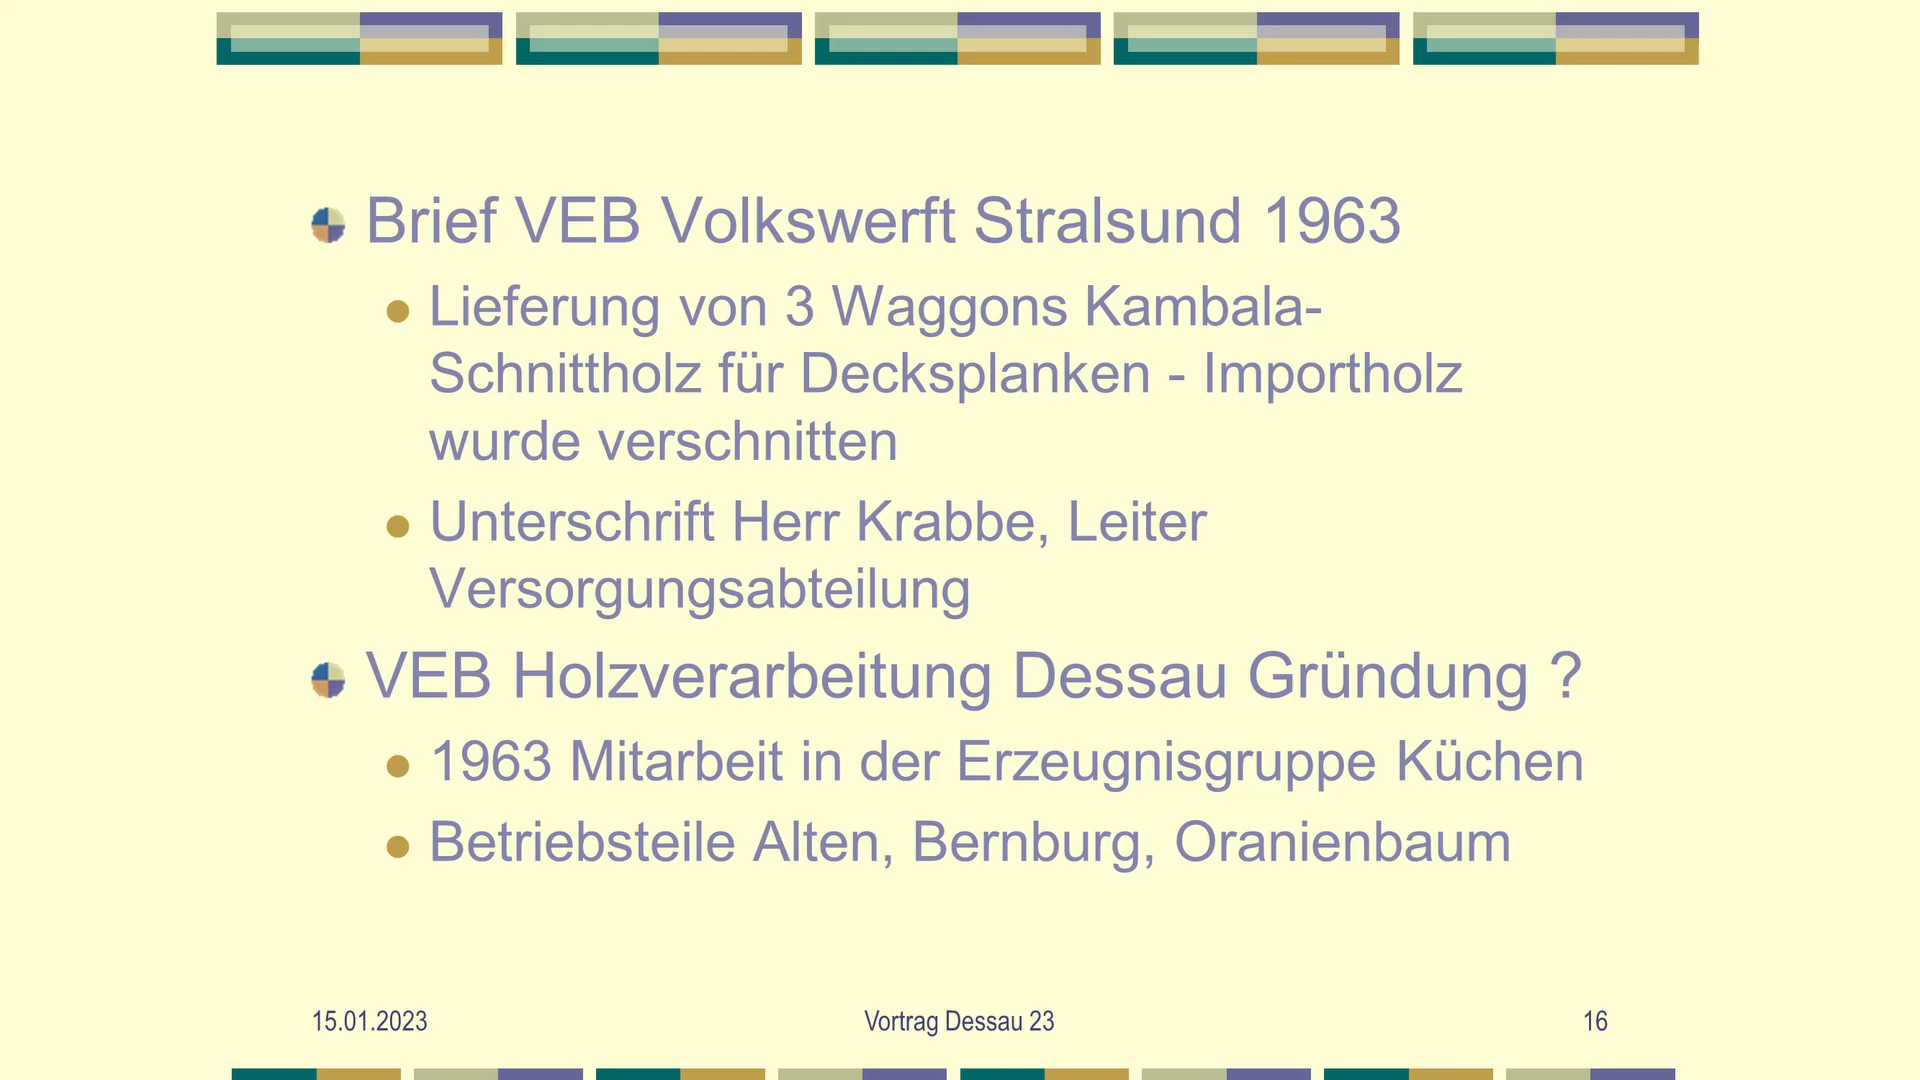 Brief VEB Volkswerft Stralsund 1963
Lieferung von 3 Waggons Kambala-
Schnittholz für Decksplanken - Importholz
wurde verschnitten
Unterschrift Herr Krabbe, Leiter
Versorgungsabteilung
VEB Holzverarbeitung Dessau Gründung ?
1963 Mitarbeit in der Erzeugnisgruppe Küchen
Betriebsteile Alten, Bernburg, Oranienbaum
15.01.2023
Vortrag Dessau 23
16